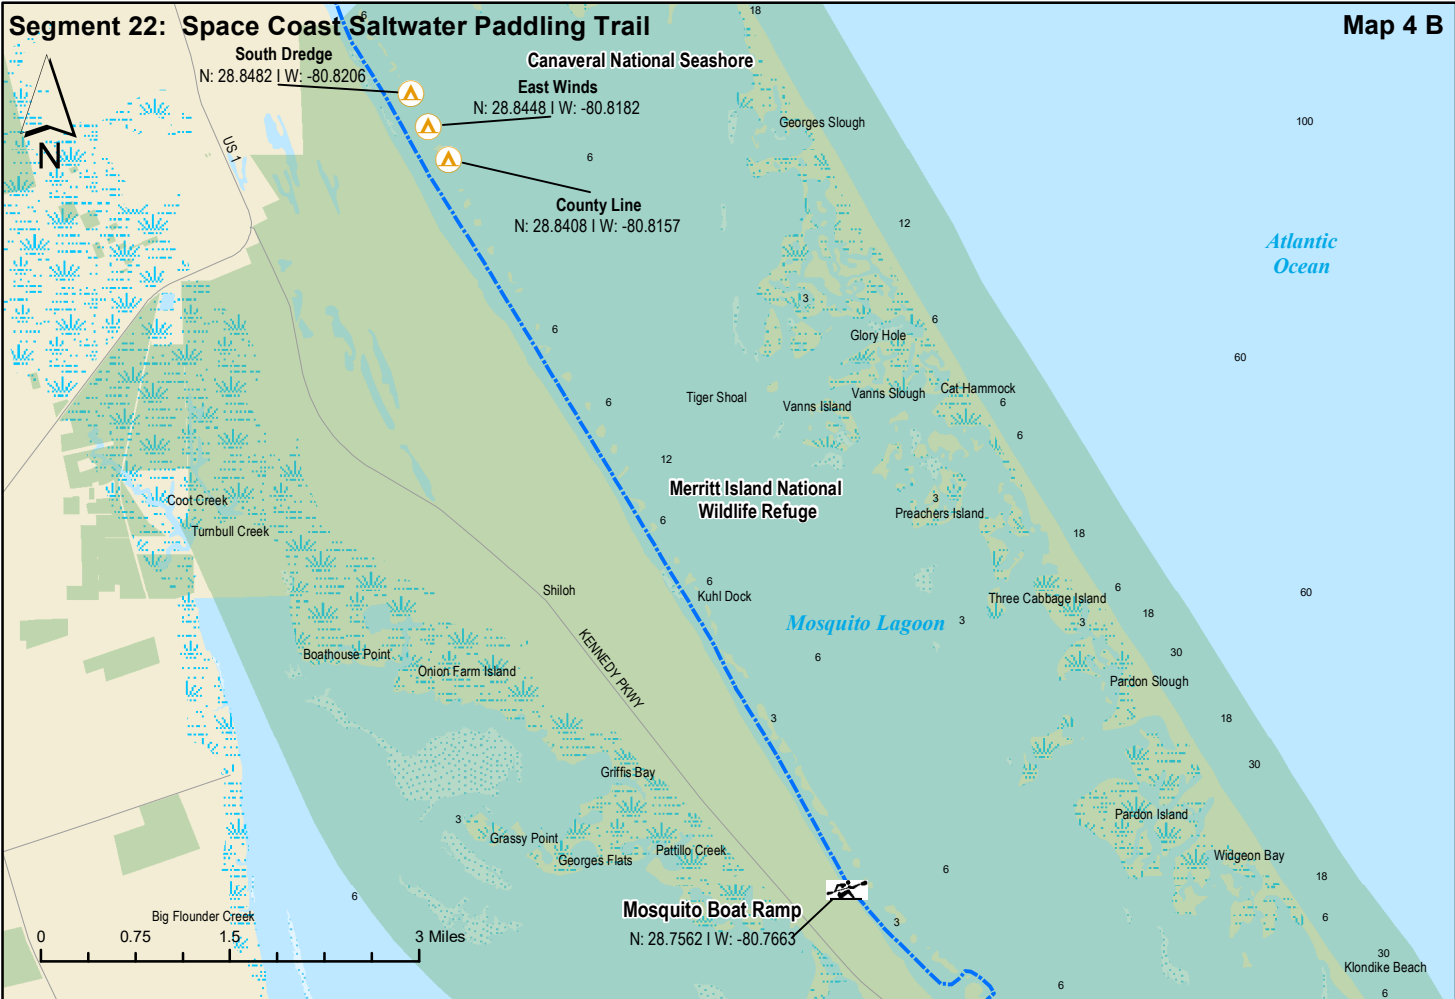 Segment 22:  Space Coast Saltwater Paddling Trail
Map 4 B
6
18
South Dredge
N: 28.8482 I W: -80.8206
Canaveral National Seashore
East Winds
N: 28.8448 I W: -80.8182
Georges Slough
100
N
US 1
6
County Line
N: 28.8408 I W: -80.8157
12
Atlantic
Ocean
3
6
6
Glory Hole
60
Tiger Shoal
Vanns Island
Vanns Slough
Cat Hammock
6
6
6
12
Merritt Island National
Wildlife Refuge
3
Preachers Island
Coot Creek
Turnbull Creek
6
18
Shiloh
6
Kuhl Dock
Three Cabbage Island
6
60
18
Mosquito Lagoon
3
3
KENNEDY PKWY
Boathouse Point
Onion Farm Island
6
30
Pardon Slough
3
18
Griffis Bay
30
3
Grassy Point
Georges Flats
Pattillo Creek
Pardon Island
Widgeon Bay
6
6
18
Mosquito Boat Ramp
N: 28.7562 I W: -80.7663
Big Flounder Creek
3
6
0
0.75
1.5
3 Miles
30
Klondike Beach
6
6